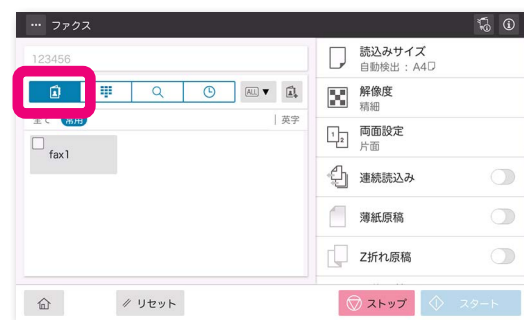 ファクス
123456
ALL
全て 常用 英字
fax1
読込みサイズ
自動検出：A4
解像度
精細
両面設定
片面
連続読込み
薄紙原稿
Z折れ原稿
リセット
ストップ
スタート